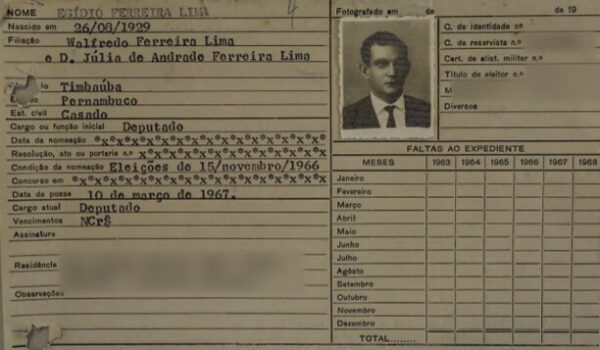 NOME EGÍDIO FERREIRA LIMA 4
Nascido em 26/08/1929
Filiação Walfredo Ferreira Lima
e D. Júlia de Andrade Ferreira Lima
Timbaúba
Pernambuco
Est. civil Casado
Cargo ou função inicial Deputado
Data da nomeação *x*x*x*x*x*x*x*x*x*x*x*x*x*
Resolução, ato ou portaria n.º x*x*x*x*x*x*x*x*x*x
Condição da nomeação Eleições de 15/novembro/1966
Concurso em *x*x*x*x*x*x*x*x*x*x*x*x*x*x*x
Data da posse 10 de março de 1967.
Cargo atual Deputado
Vencimentos NCr$
Assinatura
Residência
Observações
Fotografado em de de 19
C. de identidade nº
C. de reservista n.º
Cart. de alist. militar n.º
Título de eleitor n.º
M
Diversos
FALTAS AO EXPEDIENTE
MESES 1963 1964 1965 1966 1967 1968
Janeiro
Fevereiro
Março
Abril
Maio
Junho
Julho
Agôsto
Setembro
Outubro
Novembro
Dezembro
TOTAL........